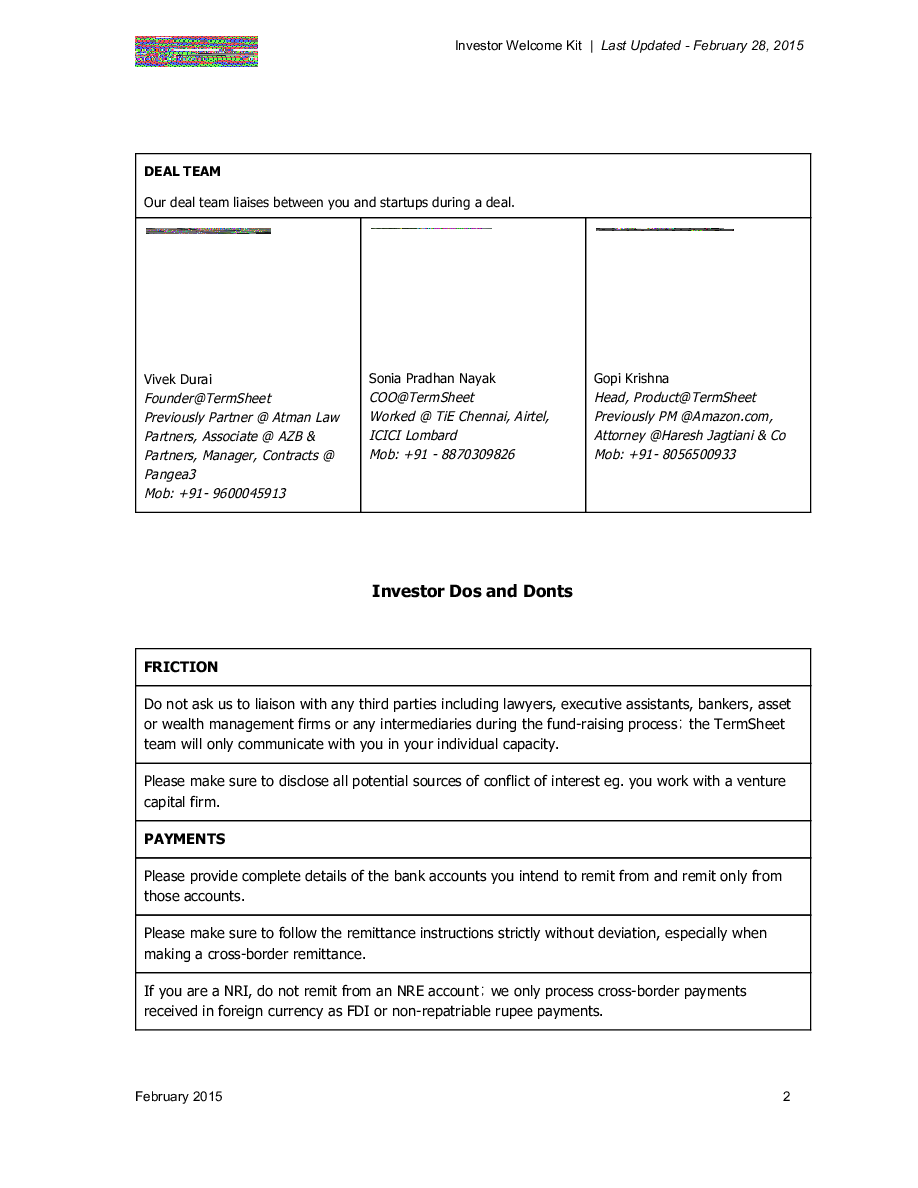 Investor Welcome Kit | Last Updated - February 28, 2015
DEAL TEAM
Our deal team liaises between you and startups during a deal.
Vivek Durai
Founder@TermSheet
Previously Partner @ Atman Law
Partners, Associate @ AZB &
Partners, Manager, Contracts @
Pangea3
Mob: +91- 9600045913
Sonia Pradhan Nayak
COO@TermSheet
Worked @ TiE Chennai, Airtel,
ICICI Lombard
Mob: +91 - 8870309826
Gopi Krishna
Head, Product@TermSheet
Previously PM @Amazon.com,
Attorney @Haresh Jagtiani & Co
Mob: +91- 8056500933
Investor Dos and Donts
FRICTION
Do not ask us to liaison with any third parties including lawyers, executive assistants, bankers, asset
or wealth management firms or any intermediaries during the fund-raising process; the TermSheet
team will only communicate with you in your individual capacity.
Please make sure to disclose all potential sources of conflict of interest eg. you work with a venture
capital firm.
PAYMENTS
Please provide complete details of the bank accounts you intend to remit from and remit only from
those accounts.
Please make sure to follow the remittance instructions strictly without deviation, especially when
making a cross-border remittance.
If you are a NRI, do not remit from an NRE account; we only process cross-border payments
received in foreign currency as FDI or non-repatriable rupee payments.
February 2015
2